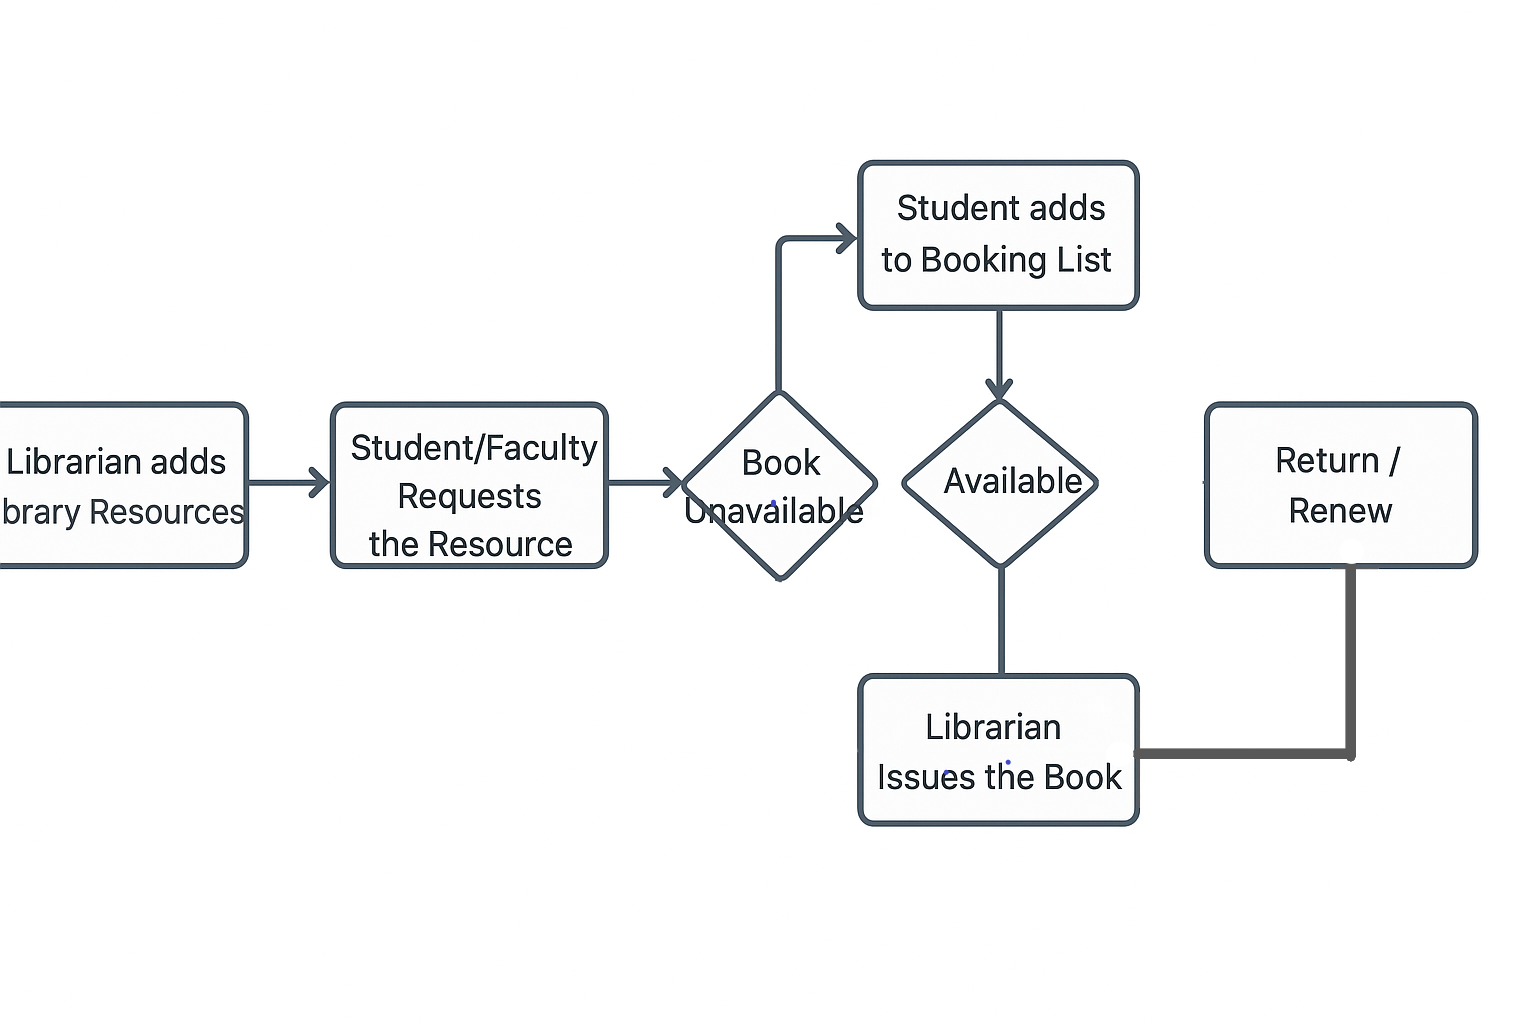 Librarian adds
brary Resources
Student/Faculty
Requests
the Resource
Book
Unavailable
Student adds
to Booking List
Available
Librarian
Issues the Book
Return /
Renew